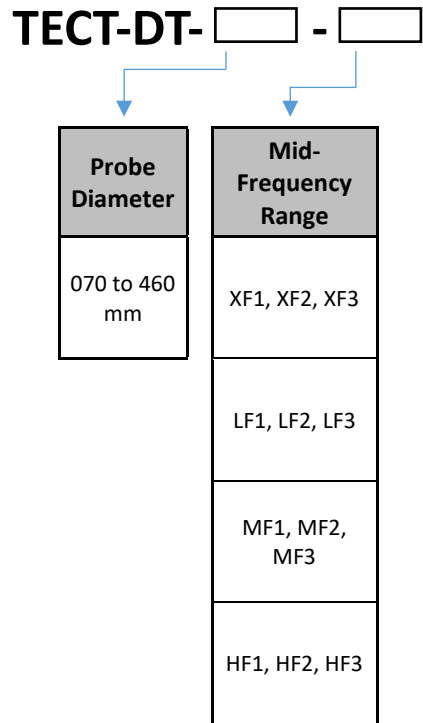 TECT-DT- -
Probe
Diameter
Mid-
Frequency
Range
070 to 460
mm
XF1, XF2, XF3
LF1, LF2, LF3
MF1, MF2,
MF3
HF1, HF2, HF3